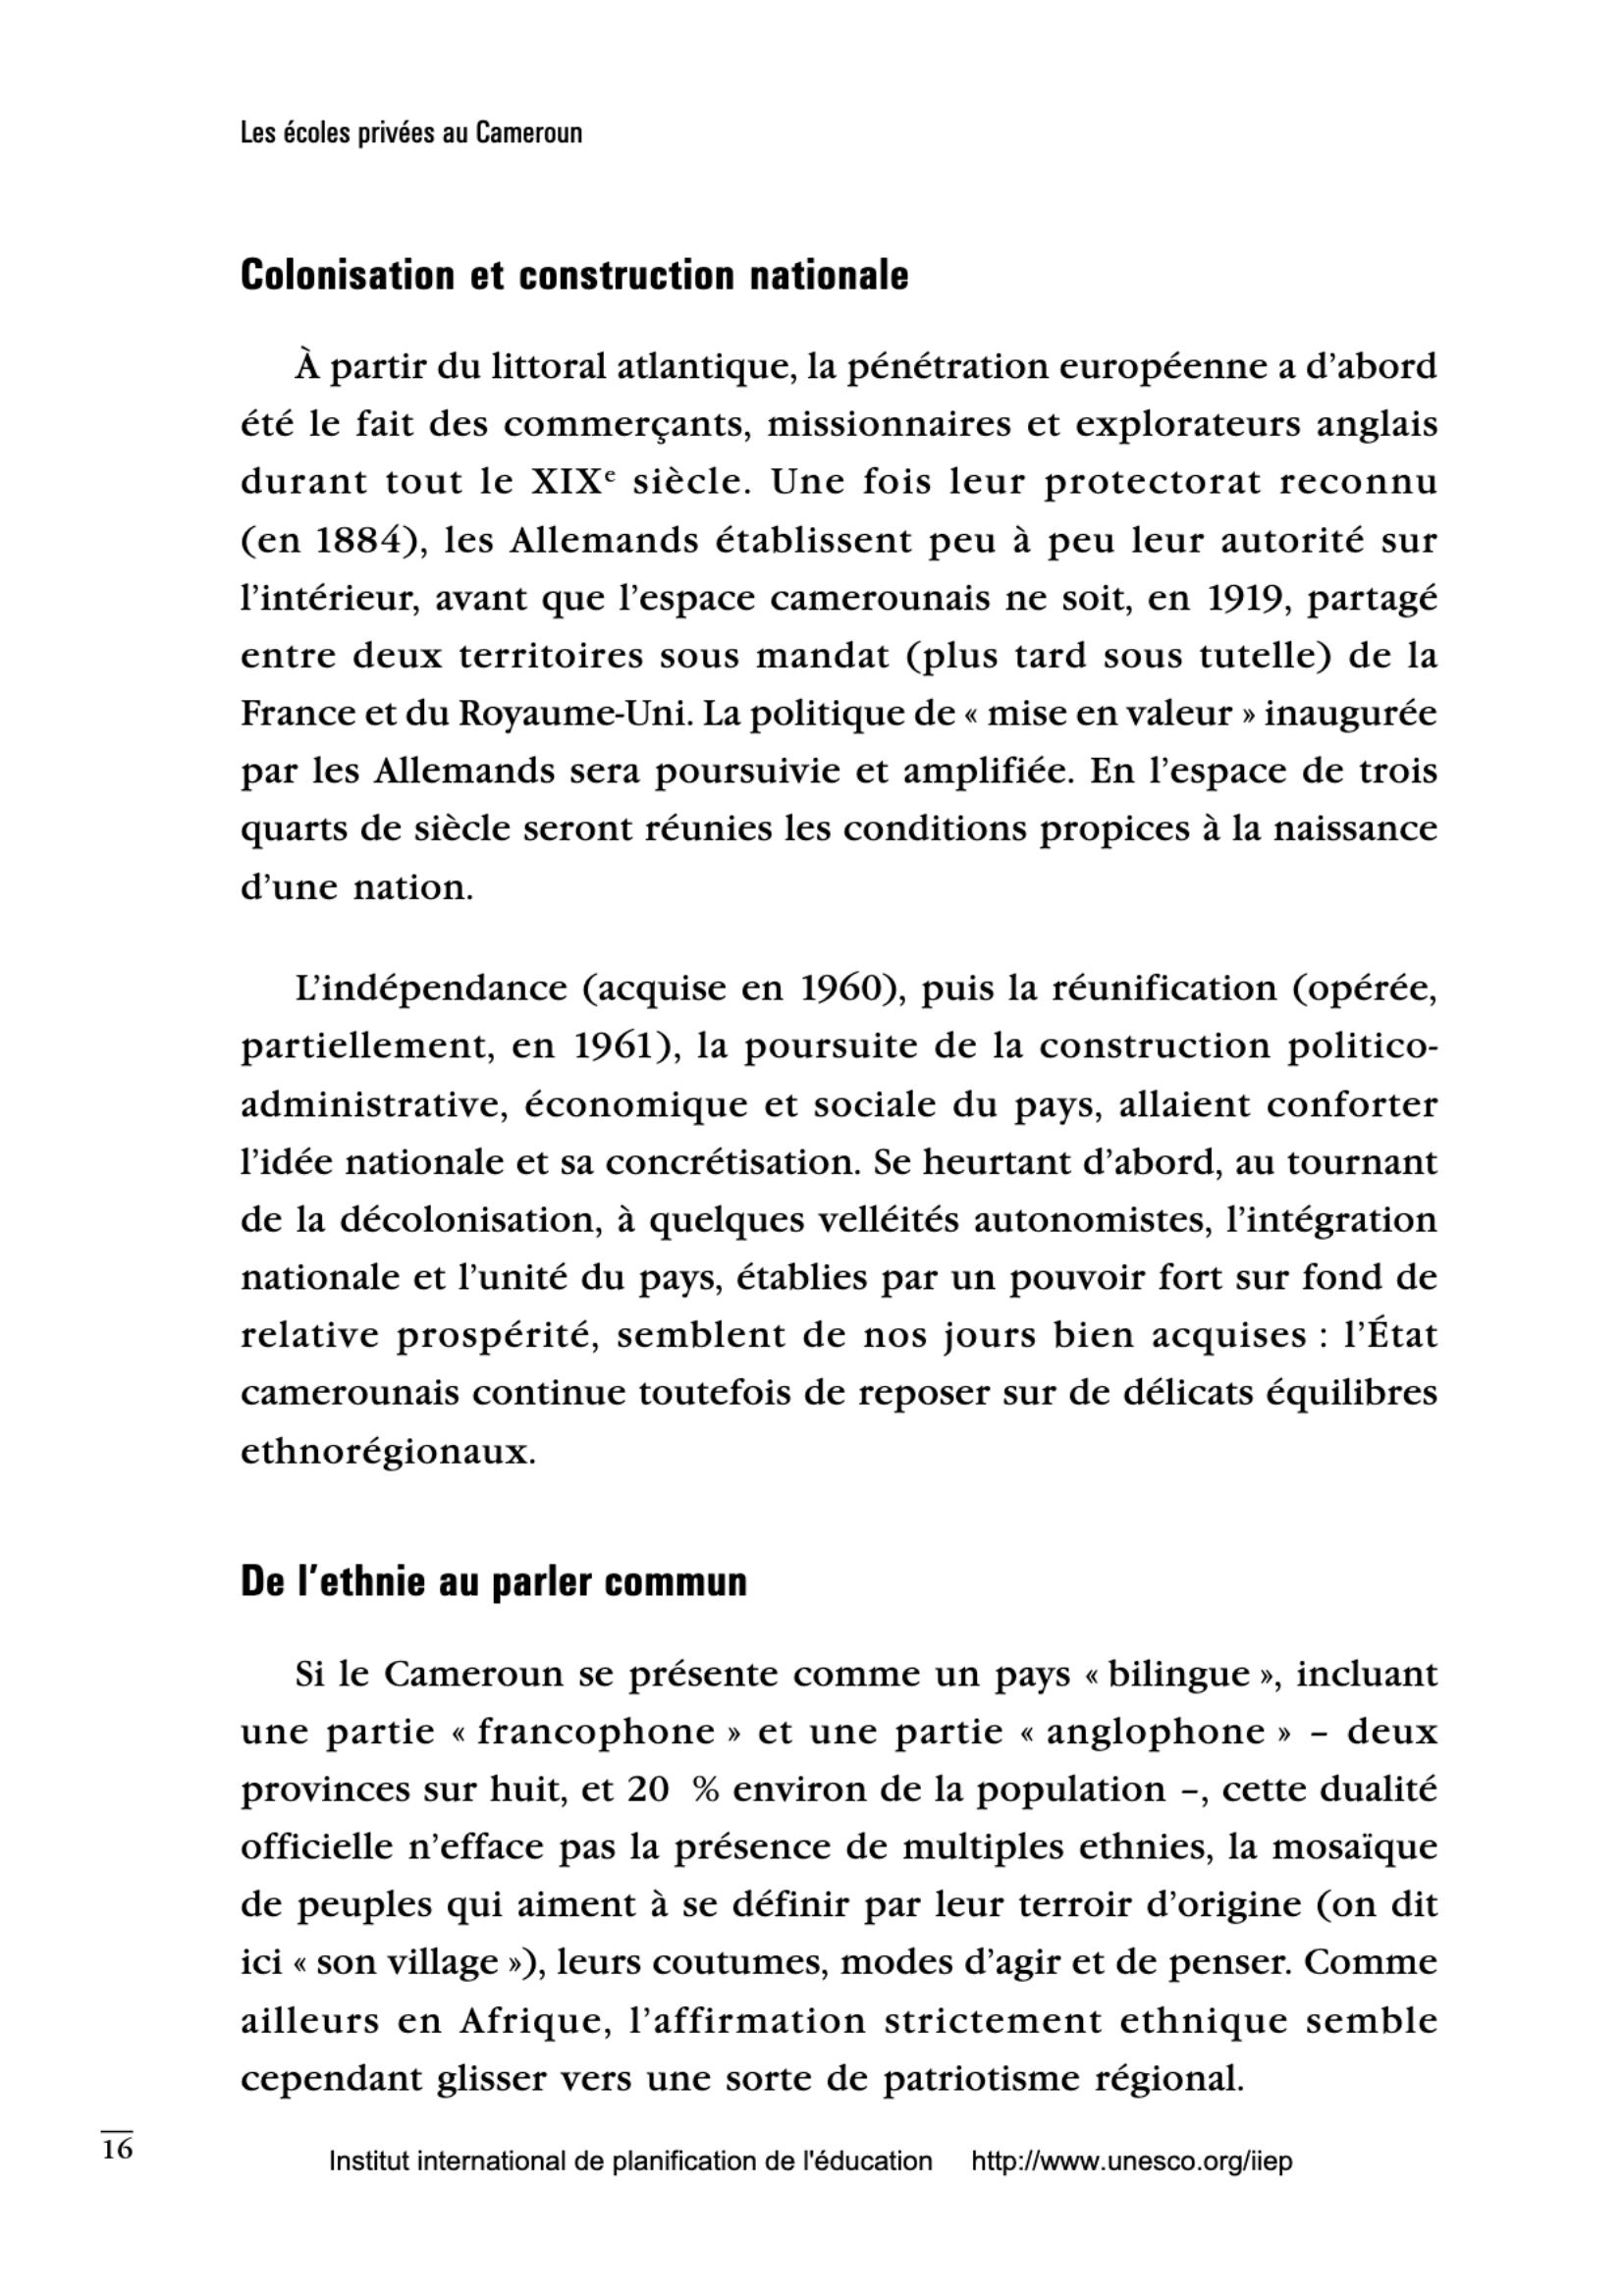 Les écoles privées au Cameroun
Colonisation et construction nationale
À partir du littoral atlantique, la pénétration européenne a d’abord
été le fait des commerçants, missionnaires et explorateurs anglais
durant tout le XIXᵉ siècle. Une fois leur protectorat reconnu
(en 1884), les Allemands établissent peu à peu leur autorité sur
l’intérieur, avant que l’espace camerounais ne soit, en 1919, partagé
entre deux territoires sous mandat (plus tard sous tutelle) de la
France et du Royaume-Uni. La politique de « mise en valeur » inaugurée
par les Allemands sera poursuivie et amplifiée. En l’espace de trois
quarts de siècle seront réunies les conditions propices à la naissance
d’une nation.
L’indépendance (acquise en 1960), puis la réunification (opérée,
partiellement, en 1961), la poursuite de la construction politico-
administrative, économique et sociale du pays, allaient conforter
l’idée nationale et sa concrétisation. Se heurtant d’abord, au tournant
de la décolonisation, à quelques velléités autonomistes, l’intégration
nationale et l’unité du pays, établies par un pouvoir fort sur fond de
relative prospérité, semblent de nos jours bien acquises : l’État
camerounais continue toutefois de reposer sur de délicats équilibres
ethnorégionaux.
De l’ethnie au parler commun
Si le Cameroun se présente comme un pays « bilingue », incluant
une partie « francophone » et une partie « anglophone » – deux
provinces sur huit, et 20 % environ de la population –, cette dualité
officielle n’efface pas la présence de multiples ethnies, la mosaïque
de peuples qui aiment à se définir par leur terroir d’origine (on dit
ici « son village »), leurs coutumes, modes d’agir et de penser. Comme
ailleurs en Afrique, l’affirmation strictement ethnique semble
cependant glisser vers une sorte de patriotisme régional.
16
Institut international de planification de l'éducation http://www.unesco.org/iiep